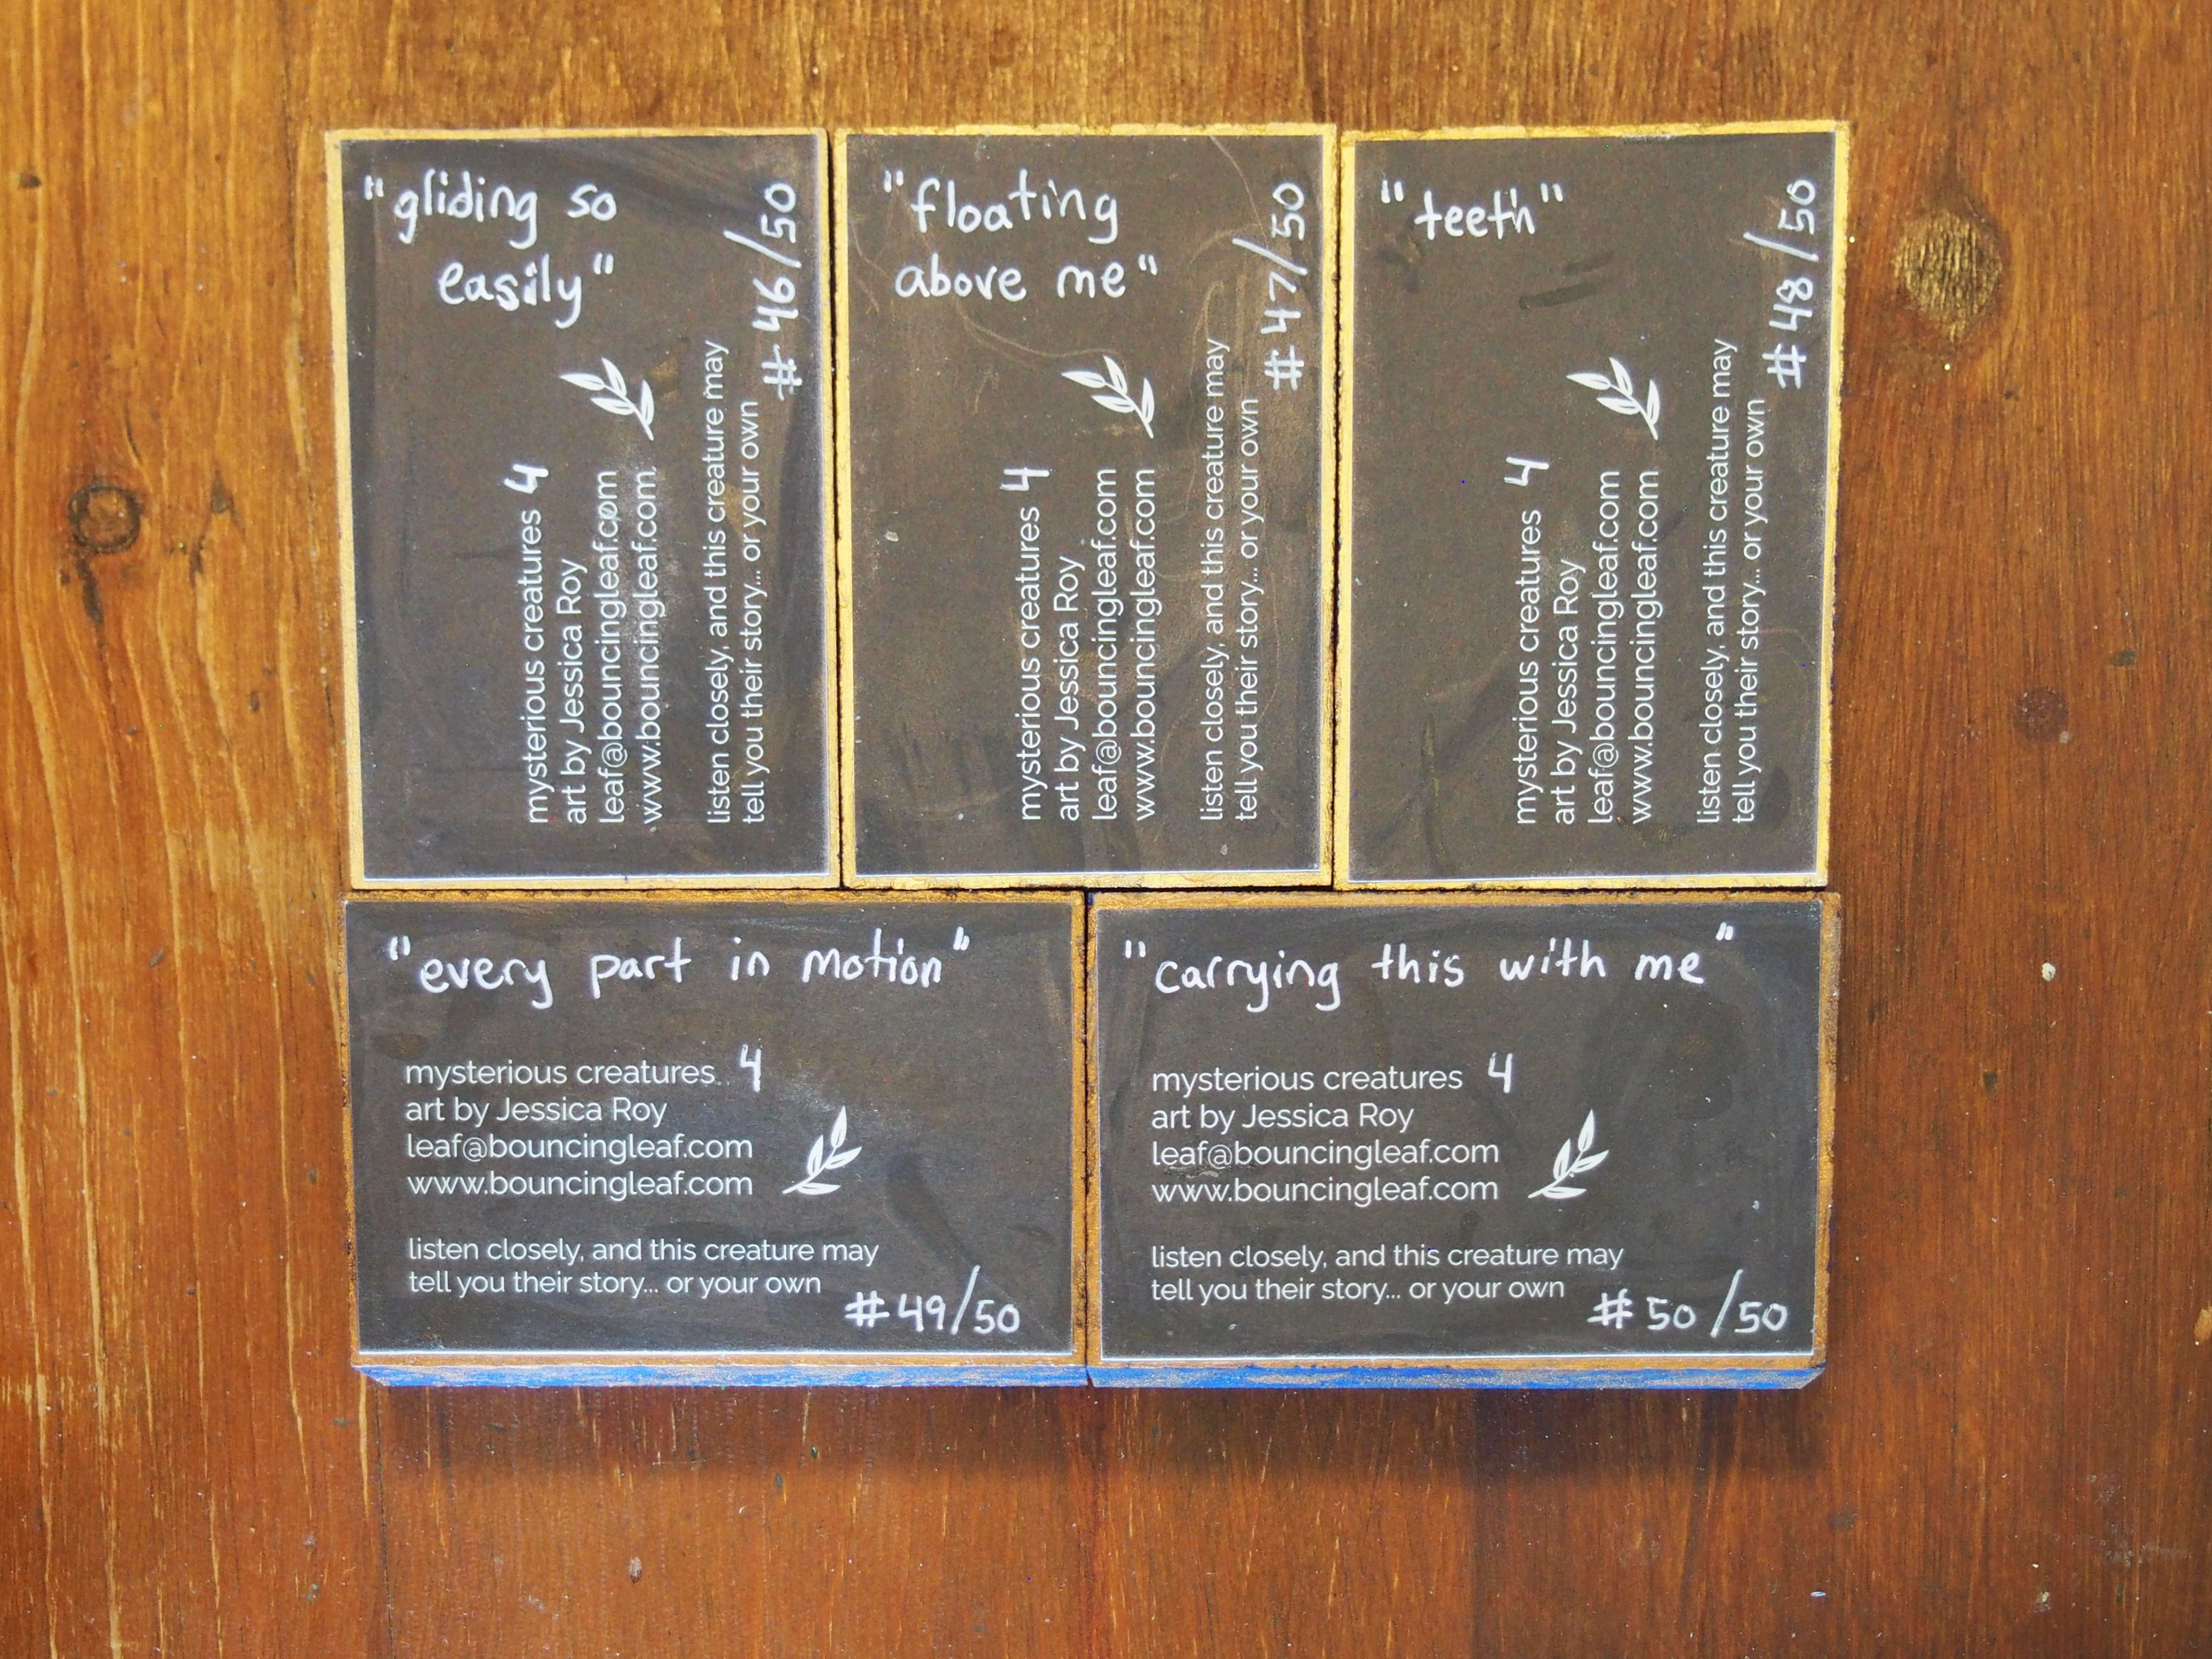 "gliding so
easily"
mysterious creatures 4
art by Jessica Roy
leaf@bouncingleaf.com
www.bouncingleaf.com
listen closely, and this creature may
tell you their story... or your own
#46/50
"floating
above me"
mysterious creatures 4
art by Jessica Roy
leaf@bouncingleaf.com
www.bouncingleaf.com
listen closely, and this creature may
tell you their story... or your own
#47/50
"teeth"
mysterious creatures 4
art by Jessica Roy
leaf@bouncingleaf.com
www.bouncingleaf.com
listen closely, and this creature may
tell you their story... or your own
#48/50
"every part in motion"
mysterious creatures 4
art by Jessica Roy
leaf@bouncingleaf.com
www.bouncingleaf.com
listen closely, and this creature may
tell you their story... or your own
#49/50
"carrying this with me"
mysterious creatures 4
art by Jessica Roy
leaf@bouncingleaf.com
www.bouncingleaf.com
listen closely, and this creature may
tell you their story... or your own
#50/50